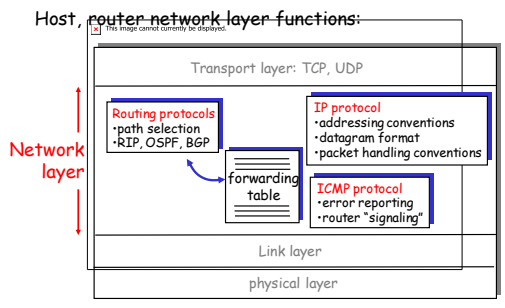 Host, router network layer functions:
This image cannot currently be displayed.
Transport layer: TCP, UDP
Network
layer
Routing protocols
•path selection
•RIP, OSPF, BGP
forwarding
table
IP protocol
•addressing conventions
•datagram format
•packet handling conventions
ICMP protocol
•error reporting
•router “signaling”
Link layer
physical layer